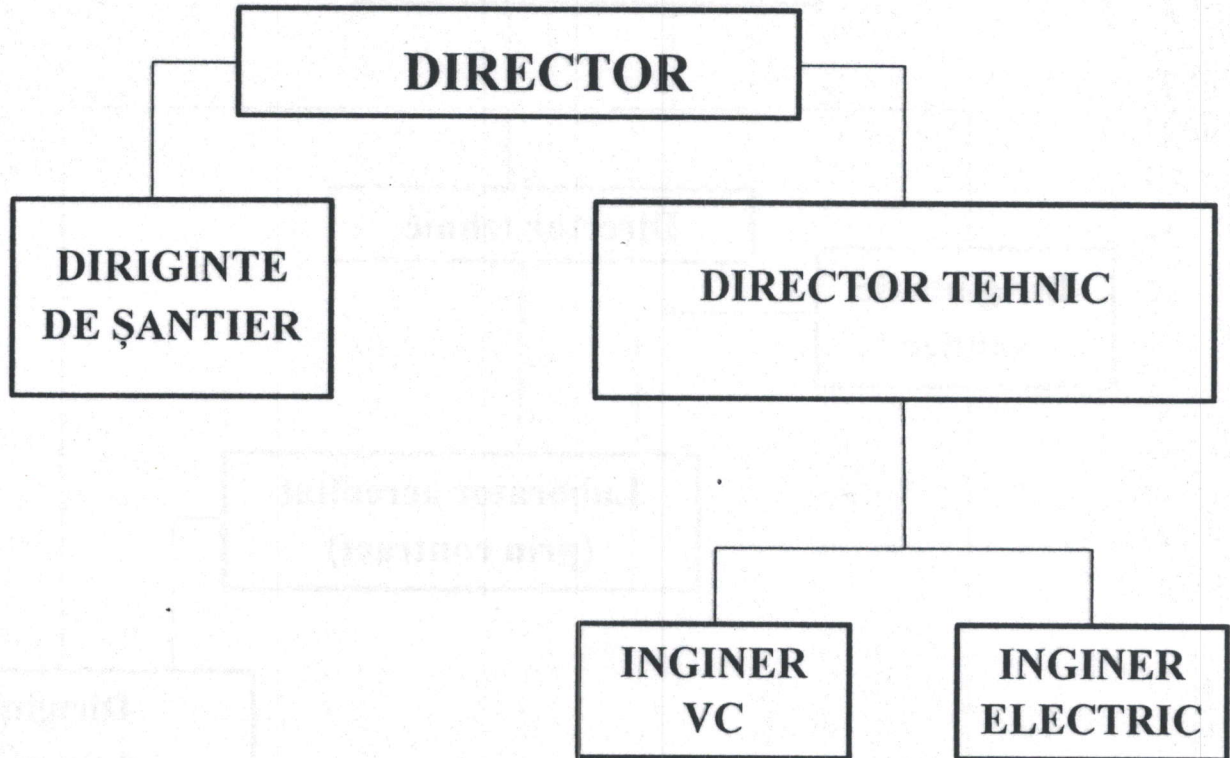 DIRECTOR
DIRIGINTE
DE ȘANTIER
DIRECTOR TEHNIC
INGINER
VC
INGINER
ELECTRIC